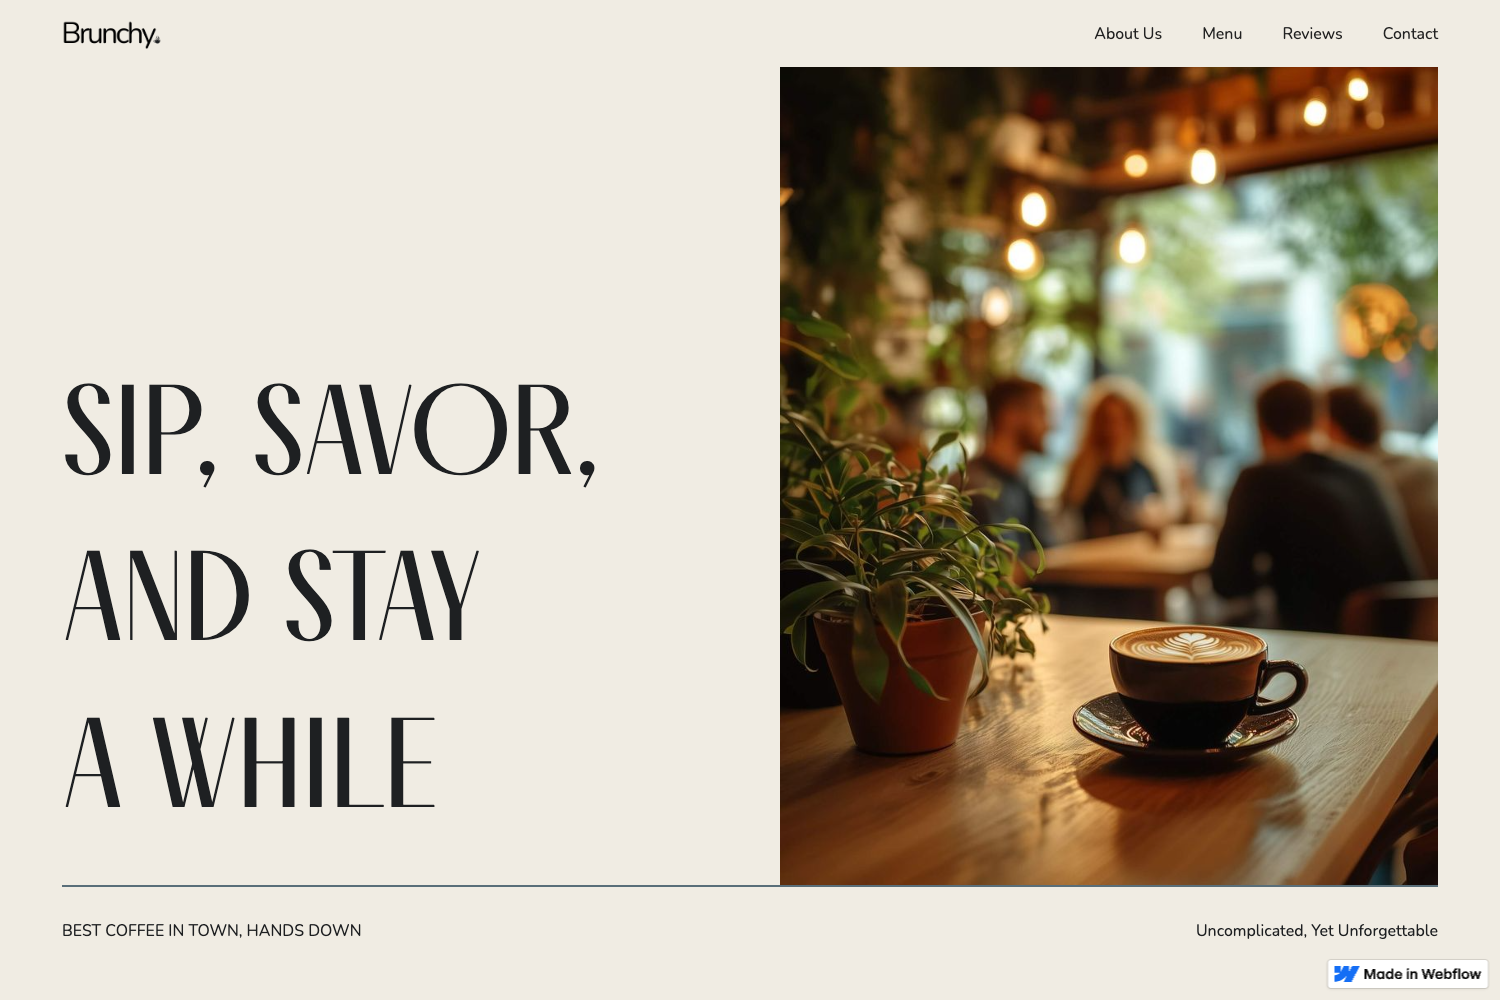 Brunchy.
About Us
Menu
Reviews
Contact
SIP, SAVOR,
AND STAY
A WHILE
BEST COFFEE IN TOWN, HANDS DOWN
Uncomplicated, Yet Unforgettable
Made in Webflow